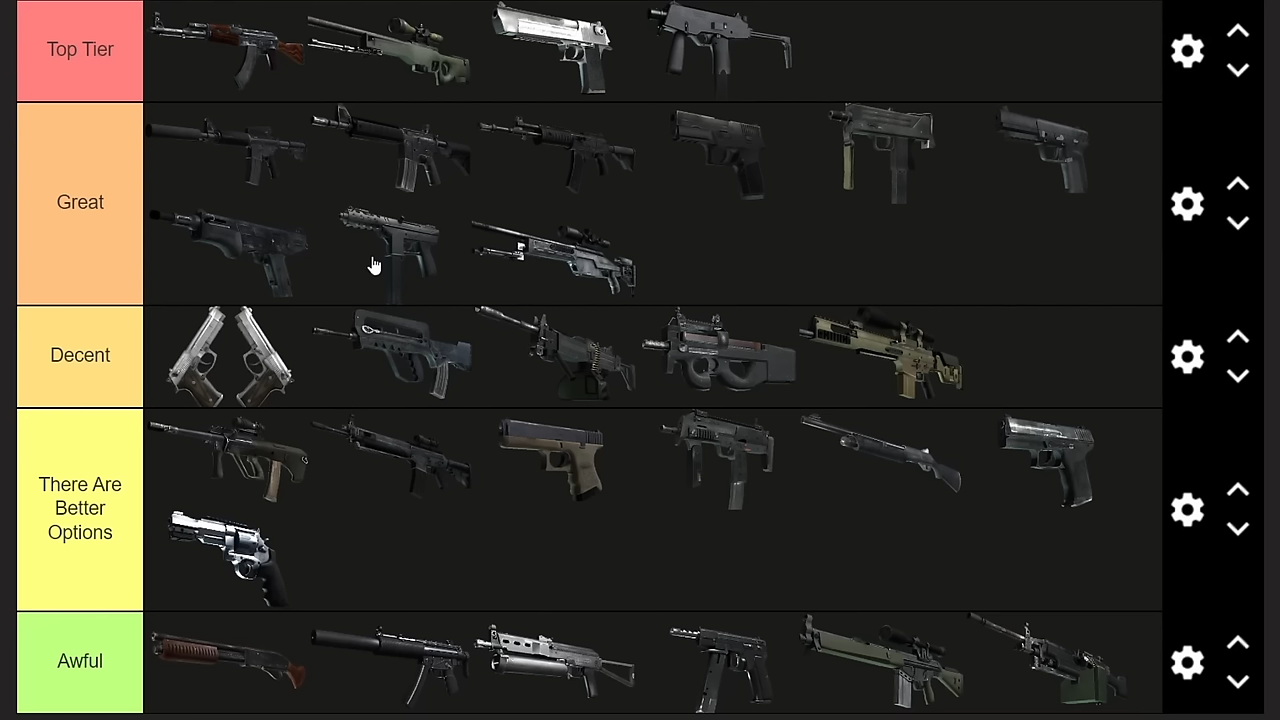 Top Tier
Great
Decent
There Are
Better
Options
Awful